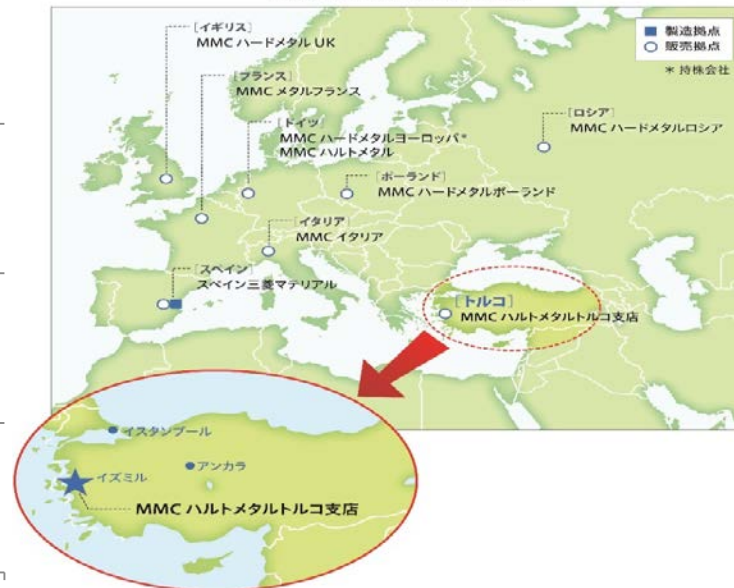 [イギリス]
MMC ハードメタル UK
[フランス]
MMC メタルフランス
[ドイツ]
MMC ハードメタルヨーロッパ*
MMC ハルトメタル
[ポーランド]
MMC ハードメタルポーランド
[ロシア]
MMC ハードメタルロシア
[イタリア]
MMC イタリア
[スペイン]
スペイン三菱マテリアル
[トルコ]
MMC ハルトメタルトルコ支店
製造拠点
販売拠点
* 持株会社
イスタンブール
アンカラ
イズミル
MMC ハルトメタルトルコ支店